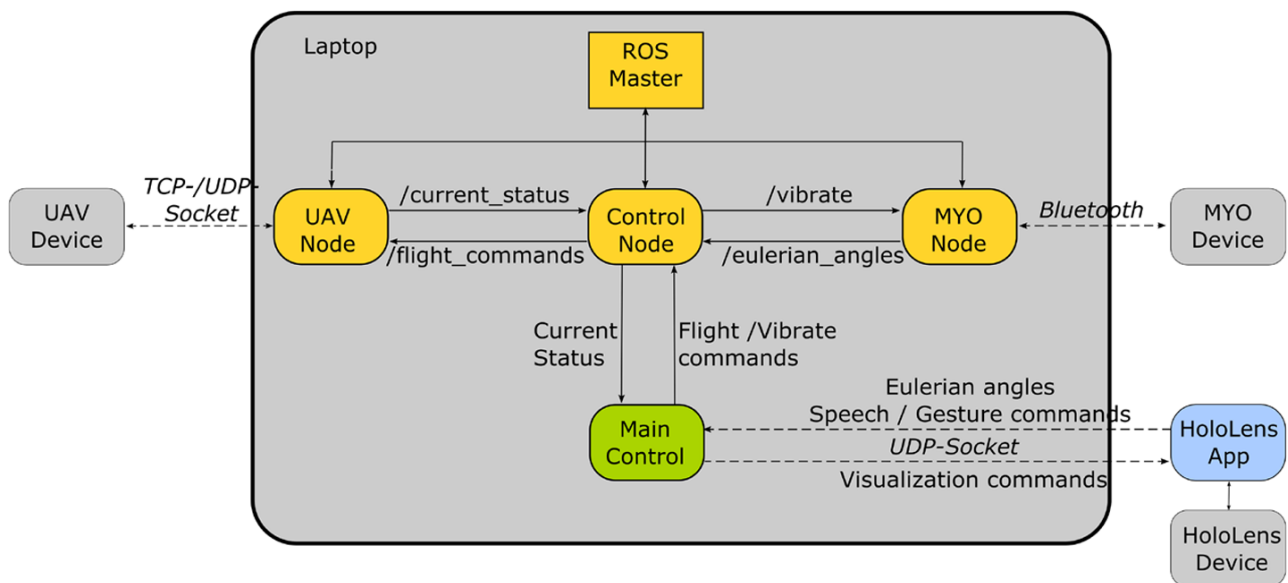 Laptop
ROS
Master
TCP-/UDP-
Socket
/current_status
/vibrate
Bluetooth
UAV
Device
UAV
Node
Control
Node
MYO
Node
MYO
Device
/flight_commands
/eulerian_angles
Current
Status
Flight /Vibrate
commands
Eulerian angles
Speech / Gesture commands
Main
Control
UDP-Socket
HoloLens
App
Visualization commands
HoloLens
Device